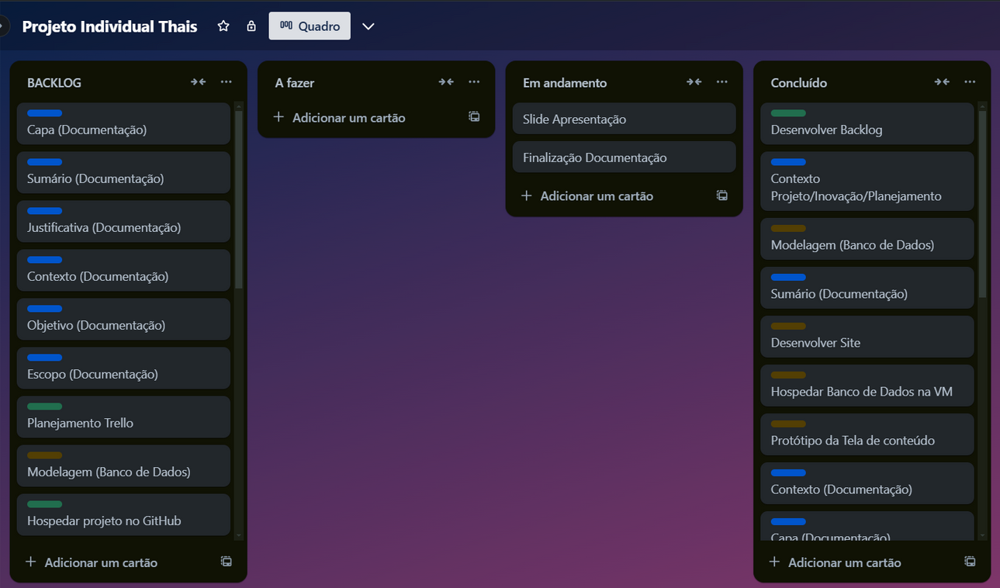 Projeto Individual Thais
Quadro
BACKLOG
Capa (Documentação)
Sumário (Documentação)
Justificativa (Documentação)
Contexto (Documentação)
Objetivo (Documentação)
Escopo (Documentação)
Planejamento Trello
Modelagem (Banco de Dados)
Hospedar projeto no GitHub
Adicionar um cartão
A fazer
Adicionar um cartão
Em andamento
Slide Apresentação
Finalização Documentação
Adicionar um cartão
Concluído
Desenvolver Backlog
Contexto
Projeto/Inovação/Planejamento
Modelagem (Banco de Dados)
Sumário (Documentação)
Desenvolver Site
Hospedar Banco de Dados na VM
Protótipo da Tela de conteúdo
Contexto (Documentação)
Capa (Documentação)
Adicionar um cartão